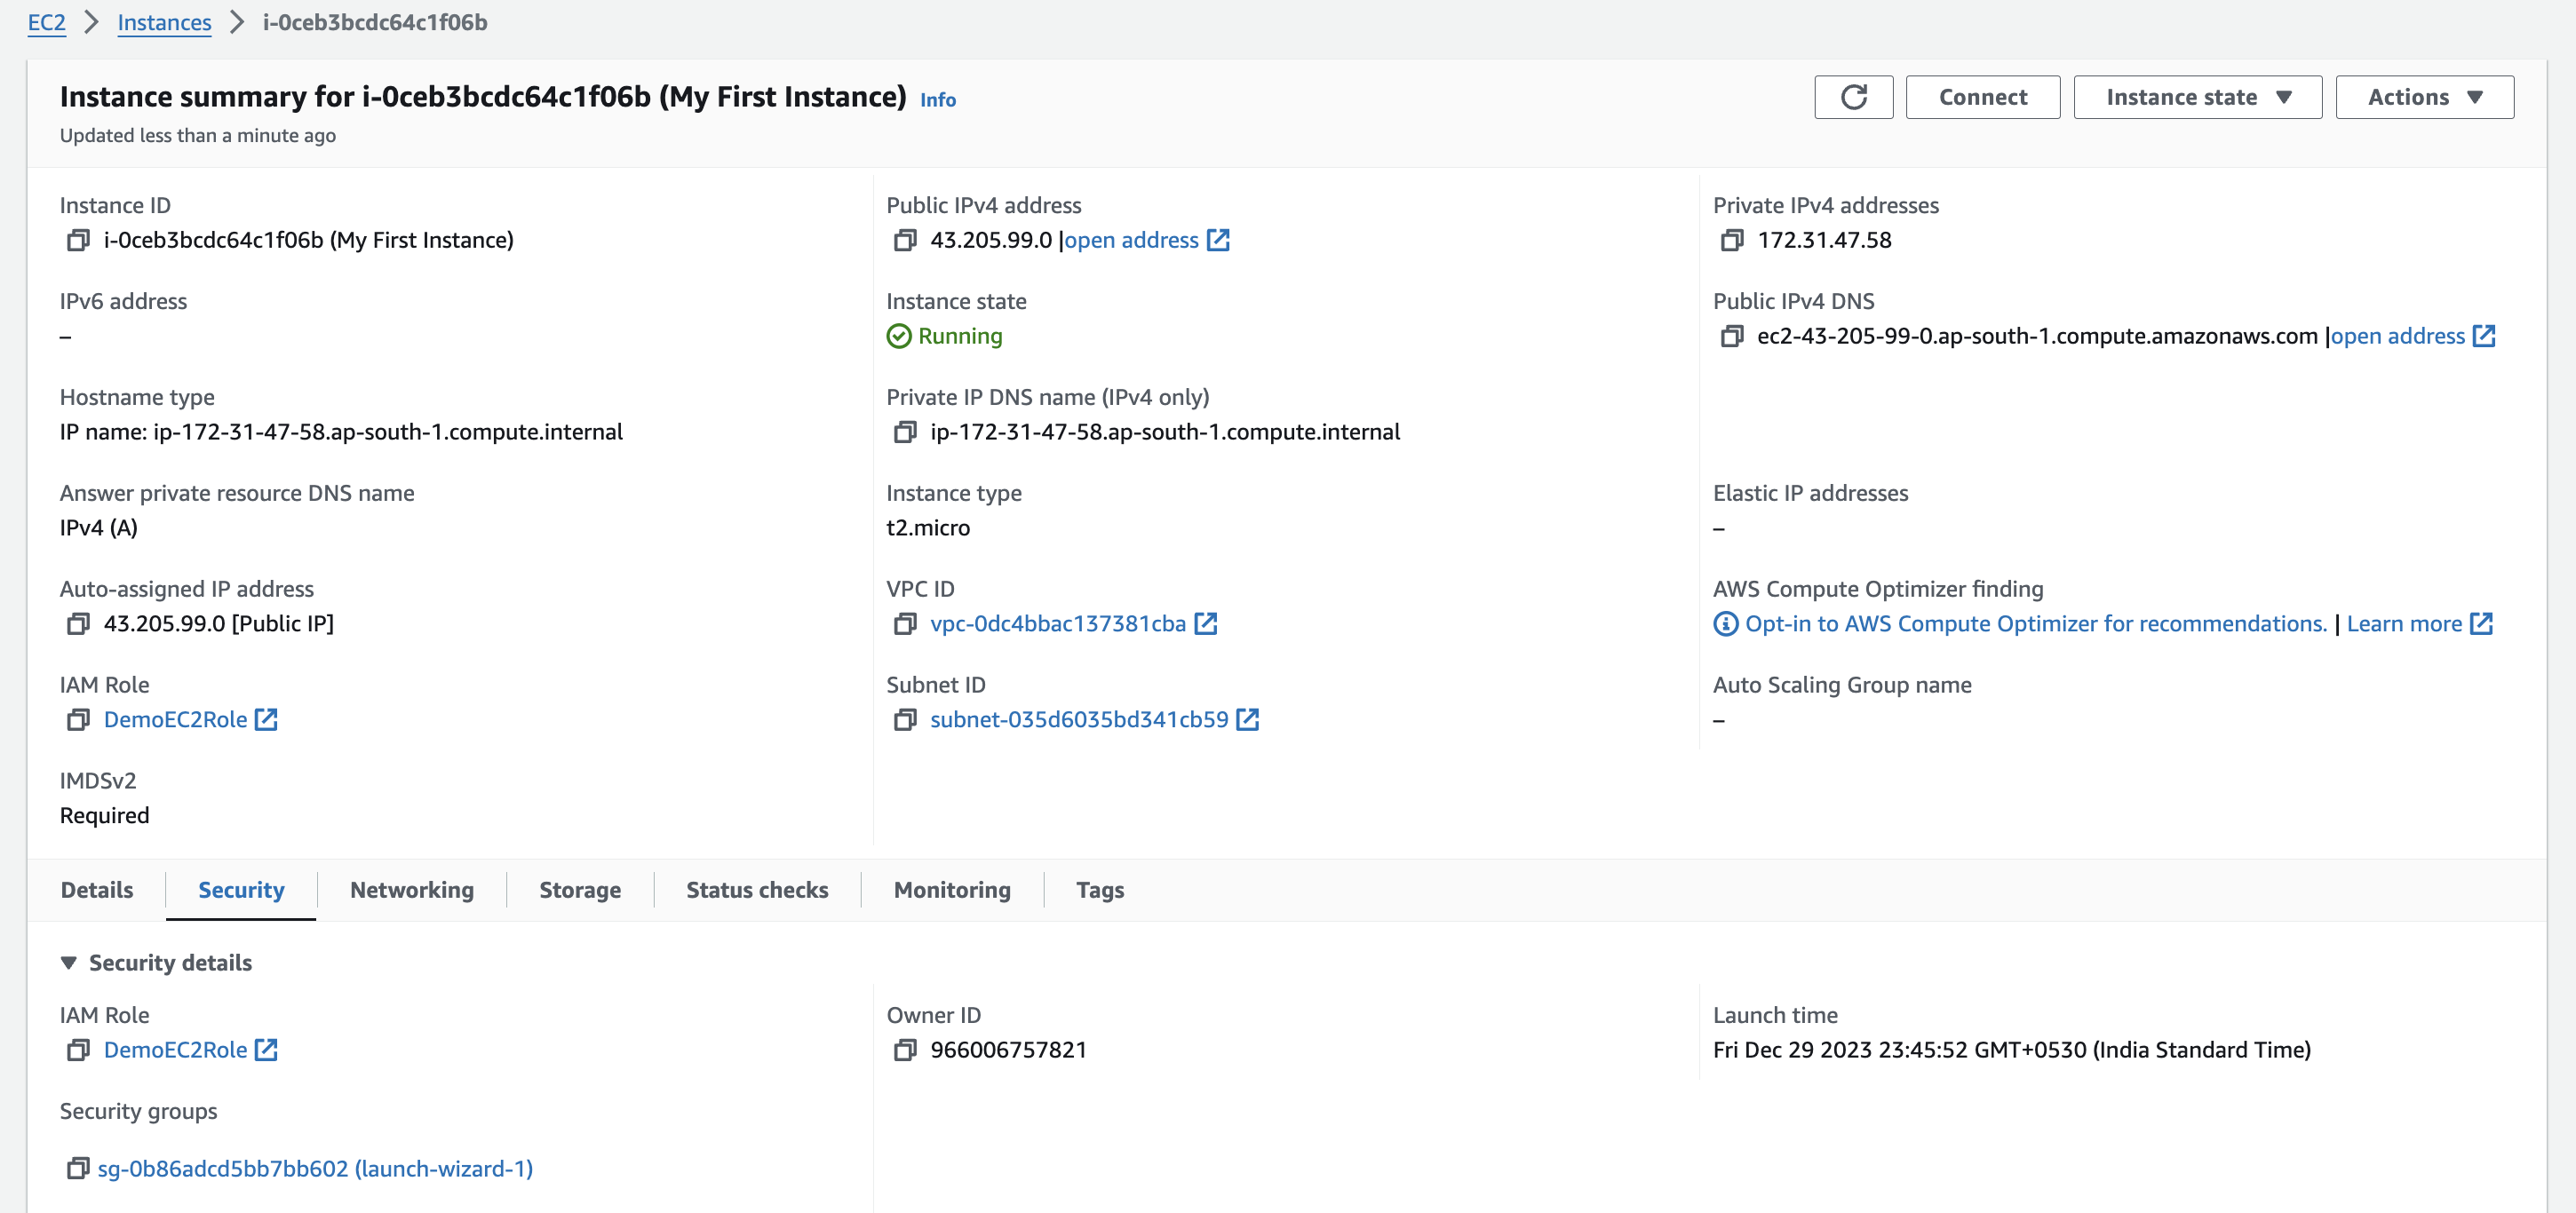 EC2 > Instances > i-0ceb3bcdc64c1f06b
Instance summary for i-0ceb3bcdc64c1f06b (My First Instance) Info
Updated less than a minute ago
Connect
Instance state
Actions
Instance ID
i-0ceb3bcdc64c1f06b (My First Instance)
Public IPv4 address
43.205.99.0 |open address
Private IPv4 addresses
172.31.47.58
IPv6 address
–
Instance state
Running
Public IPv4 DNS
ec2-43-205-99-0.ap-south-1.compute.amazonaws.com |open address
Hostname type
IP name: ip-172-31-47-58.ap-south-1.compute.internal
Private IP DNS name (IPv4 only)
ip-172-31-47-58.ap-south-1.compute.internal
Answer private resource DNS name
IPv4 (A)
Instance type
t2.micro
Elastic IP addresses
–
Auto-assigned IP address
43.205.99.0 [Public IP]
VPC ID
vpc-0dc4bbac137381cba
AWS Compute Optimizer finding
Opt-in to AWS Compute Optimizer for recommendations. | Learn more
IAM Role
DemoEC2Role
Subnet ID
subnet-035d6035bd341cb59
Auto Scaling Group name
–
IMDSv2
Required
Details
Security
Networking
Storage
Status checks
Monitoring
Tags
Security details
IAM Role
DemoEC2Role
Owner ID
966006757821
Launch time
Fri Dec 29 2023 23:45:52 GMT+0530 (India Standard Time)
Security groups
sg-0b86adcd5bb7bb602 (launch-wizard-1)